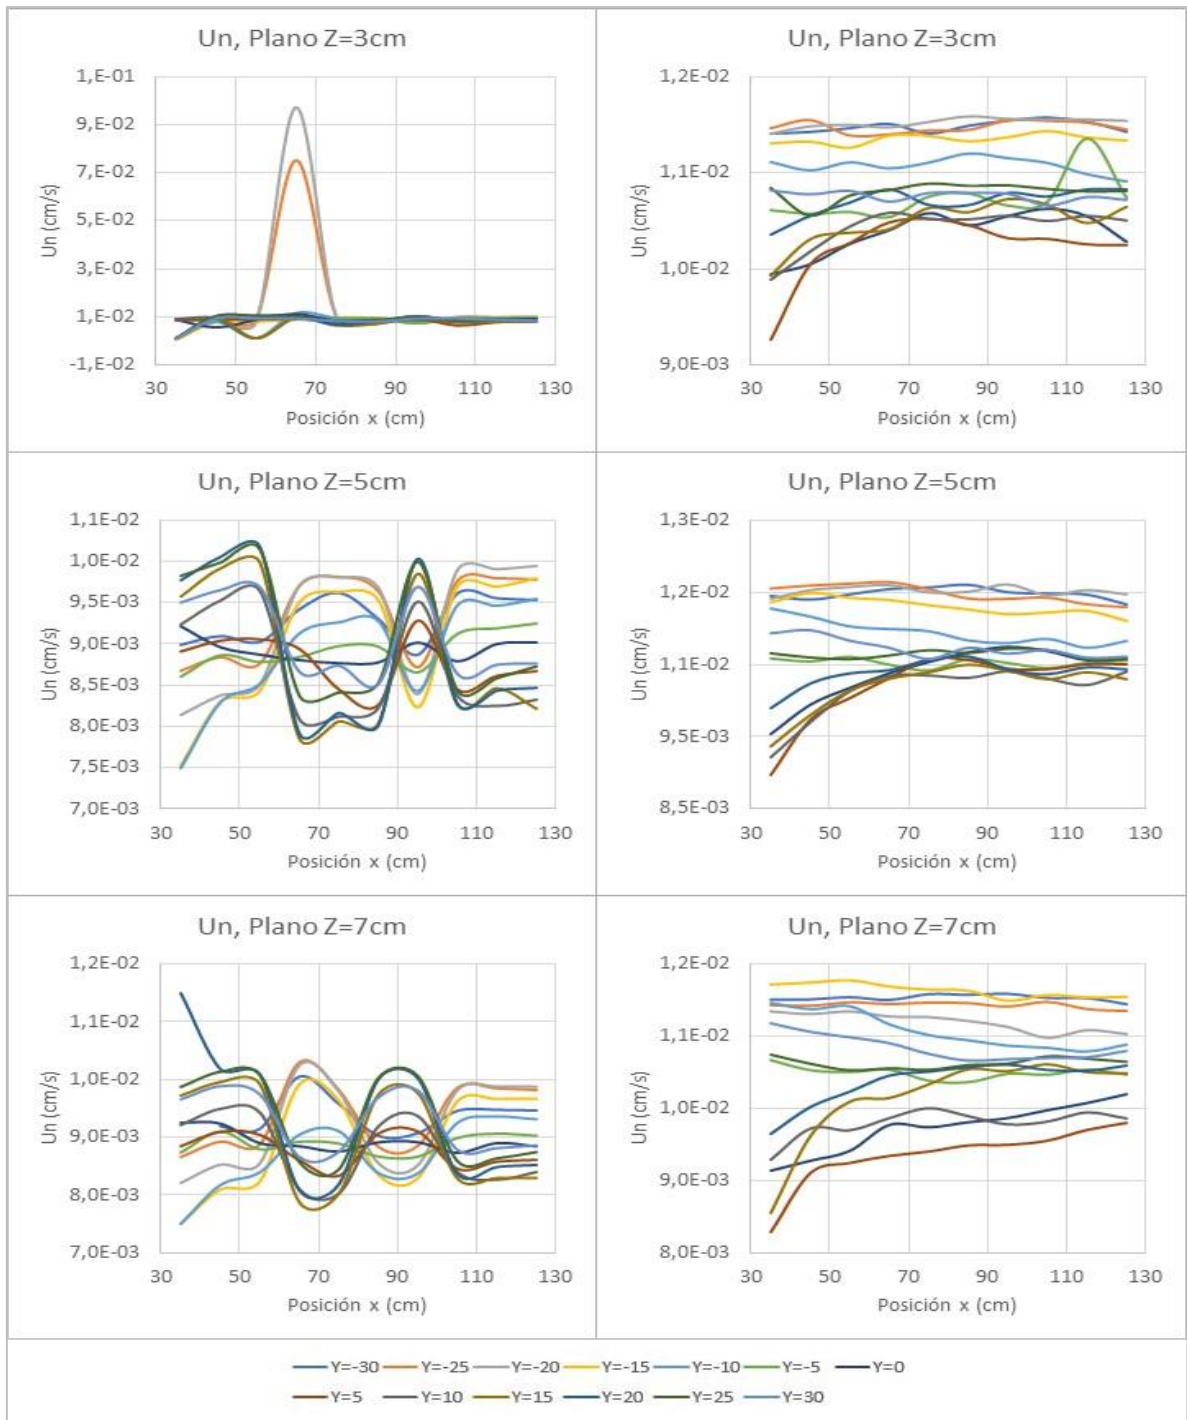 Un, Plano Z=3cm
1,E-01
9,E-02
7,E-02
5,E-02
3,E-02
1,E-02
-1,E-02
Un (cm/s)
30 50 70 90 110 130
Posición x (cm)
Un, Plano Z=3cm
1,2E-02
1,1E-02
1,0E-02
9,0E-03
Un (cm/s)
30 50 70 90 110 130
Posición x (cm)
Un, Plano Z=5cm
1,1E-02
1,0E-02
9,5E-03
9,0E-03
8,5E-03
8,0E-03
7,5E-03
7,0E-03
Un (cm/s)
30 50 70 90 110 130
Posición x (cm)
Un, Plano Z=5cm
1,3E-02
1,2E-02
1,1E-02
9,5E-03
8,5E-03
Un (cm/s)
30 50 70 90 110 130
Posición x (cm)
Un, Plano Z=7cm
1,2E-02
1,1E-02
1,0E-02
9,0E-03
8,0E-03
7,0E-03
Un (cm/s)
30 50 70 90 110 130
Posición x (cm)
Un, Plano Z=7cm
1,2E-02
1,1E-02
1,0E-02
9,0E-03
8,0E-03
Un (cm/s)
30 50 70 90 110 130
Posición x (cm)
Y=-30 Y=-25 Y=-20 Y=-15 Y=-10 Y=-5 Y=0
Y=5 Y=10 Y=15 Y=20 Y=25 Y=30